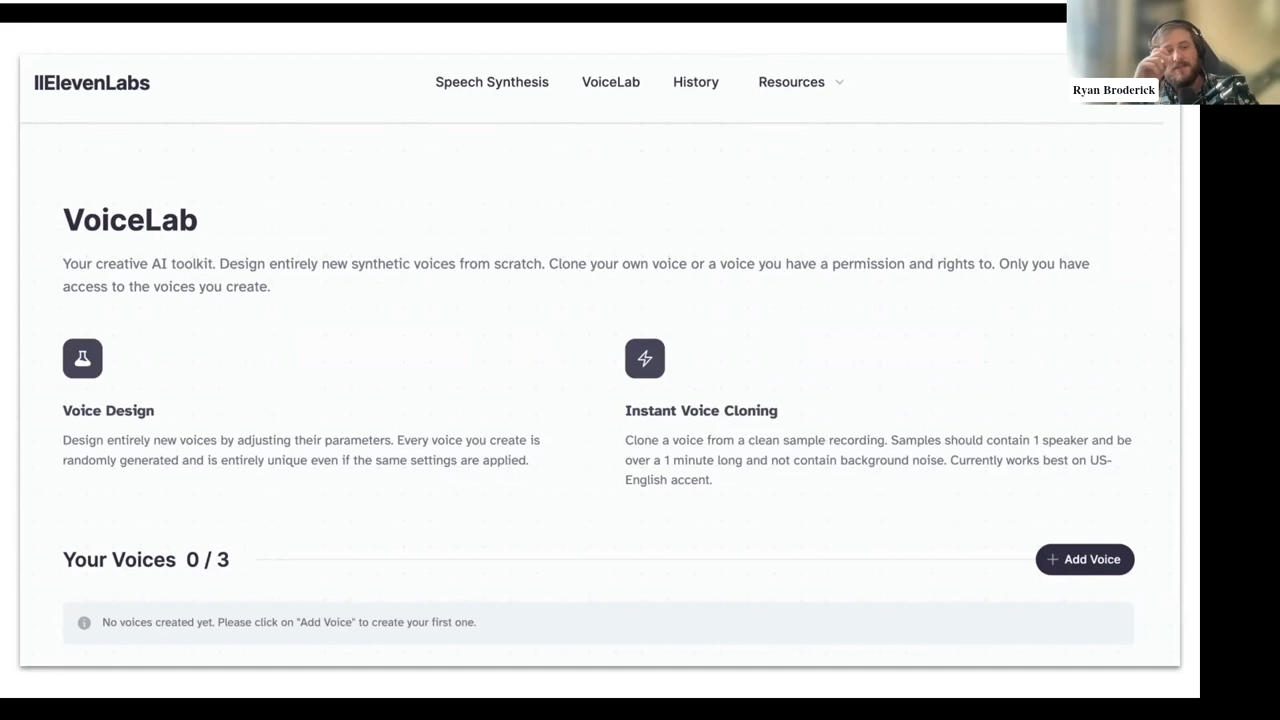 IIElevenLabs
Speech Synthesis
VoiceLab
History
Resources
Ryan Broderick
VoiceLab
Your creative AI toolkit. Design entirely new synthetic voices from scratch. Clone your own voice or a voice you have a permission and rights to. Only you have
access to the voices you create.
Voice Design
Design entirely new voices by adjusting their parameters. Every voice you create is
randomly generated and is entirely unique even if the same settings are applied.
Instant Voice Cloning
Clone a voice from a clean sample recording. Samples should contain 1 speaker and be
over a 1 minute long and not contain background noise. Currently works best on US-
English accent.
Your Voices 0 / 3
+ Add Voice
No voices created yet. Please click on "Add Voice" to create your first one.